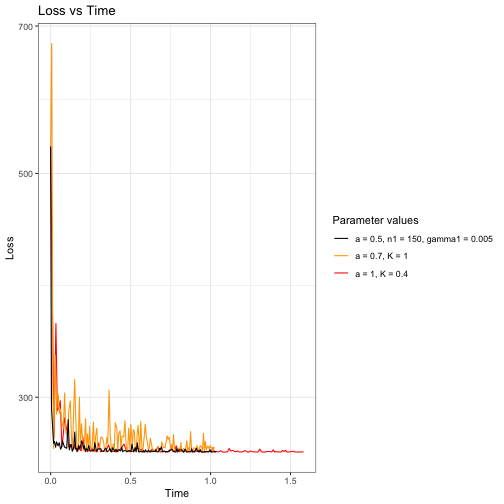 Loss vs Time
700
500
300
Loss
0.0 0.5 1.0 1.5
Time
Parameter values
a = 0.5, n1 = 150, gamma1 = 0.005
a = 0.7, K = 1
a = 1, K = 0.4